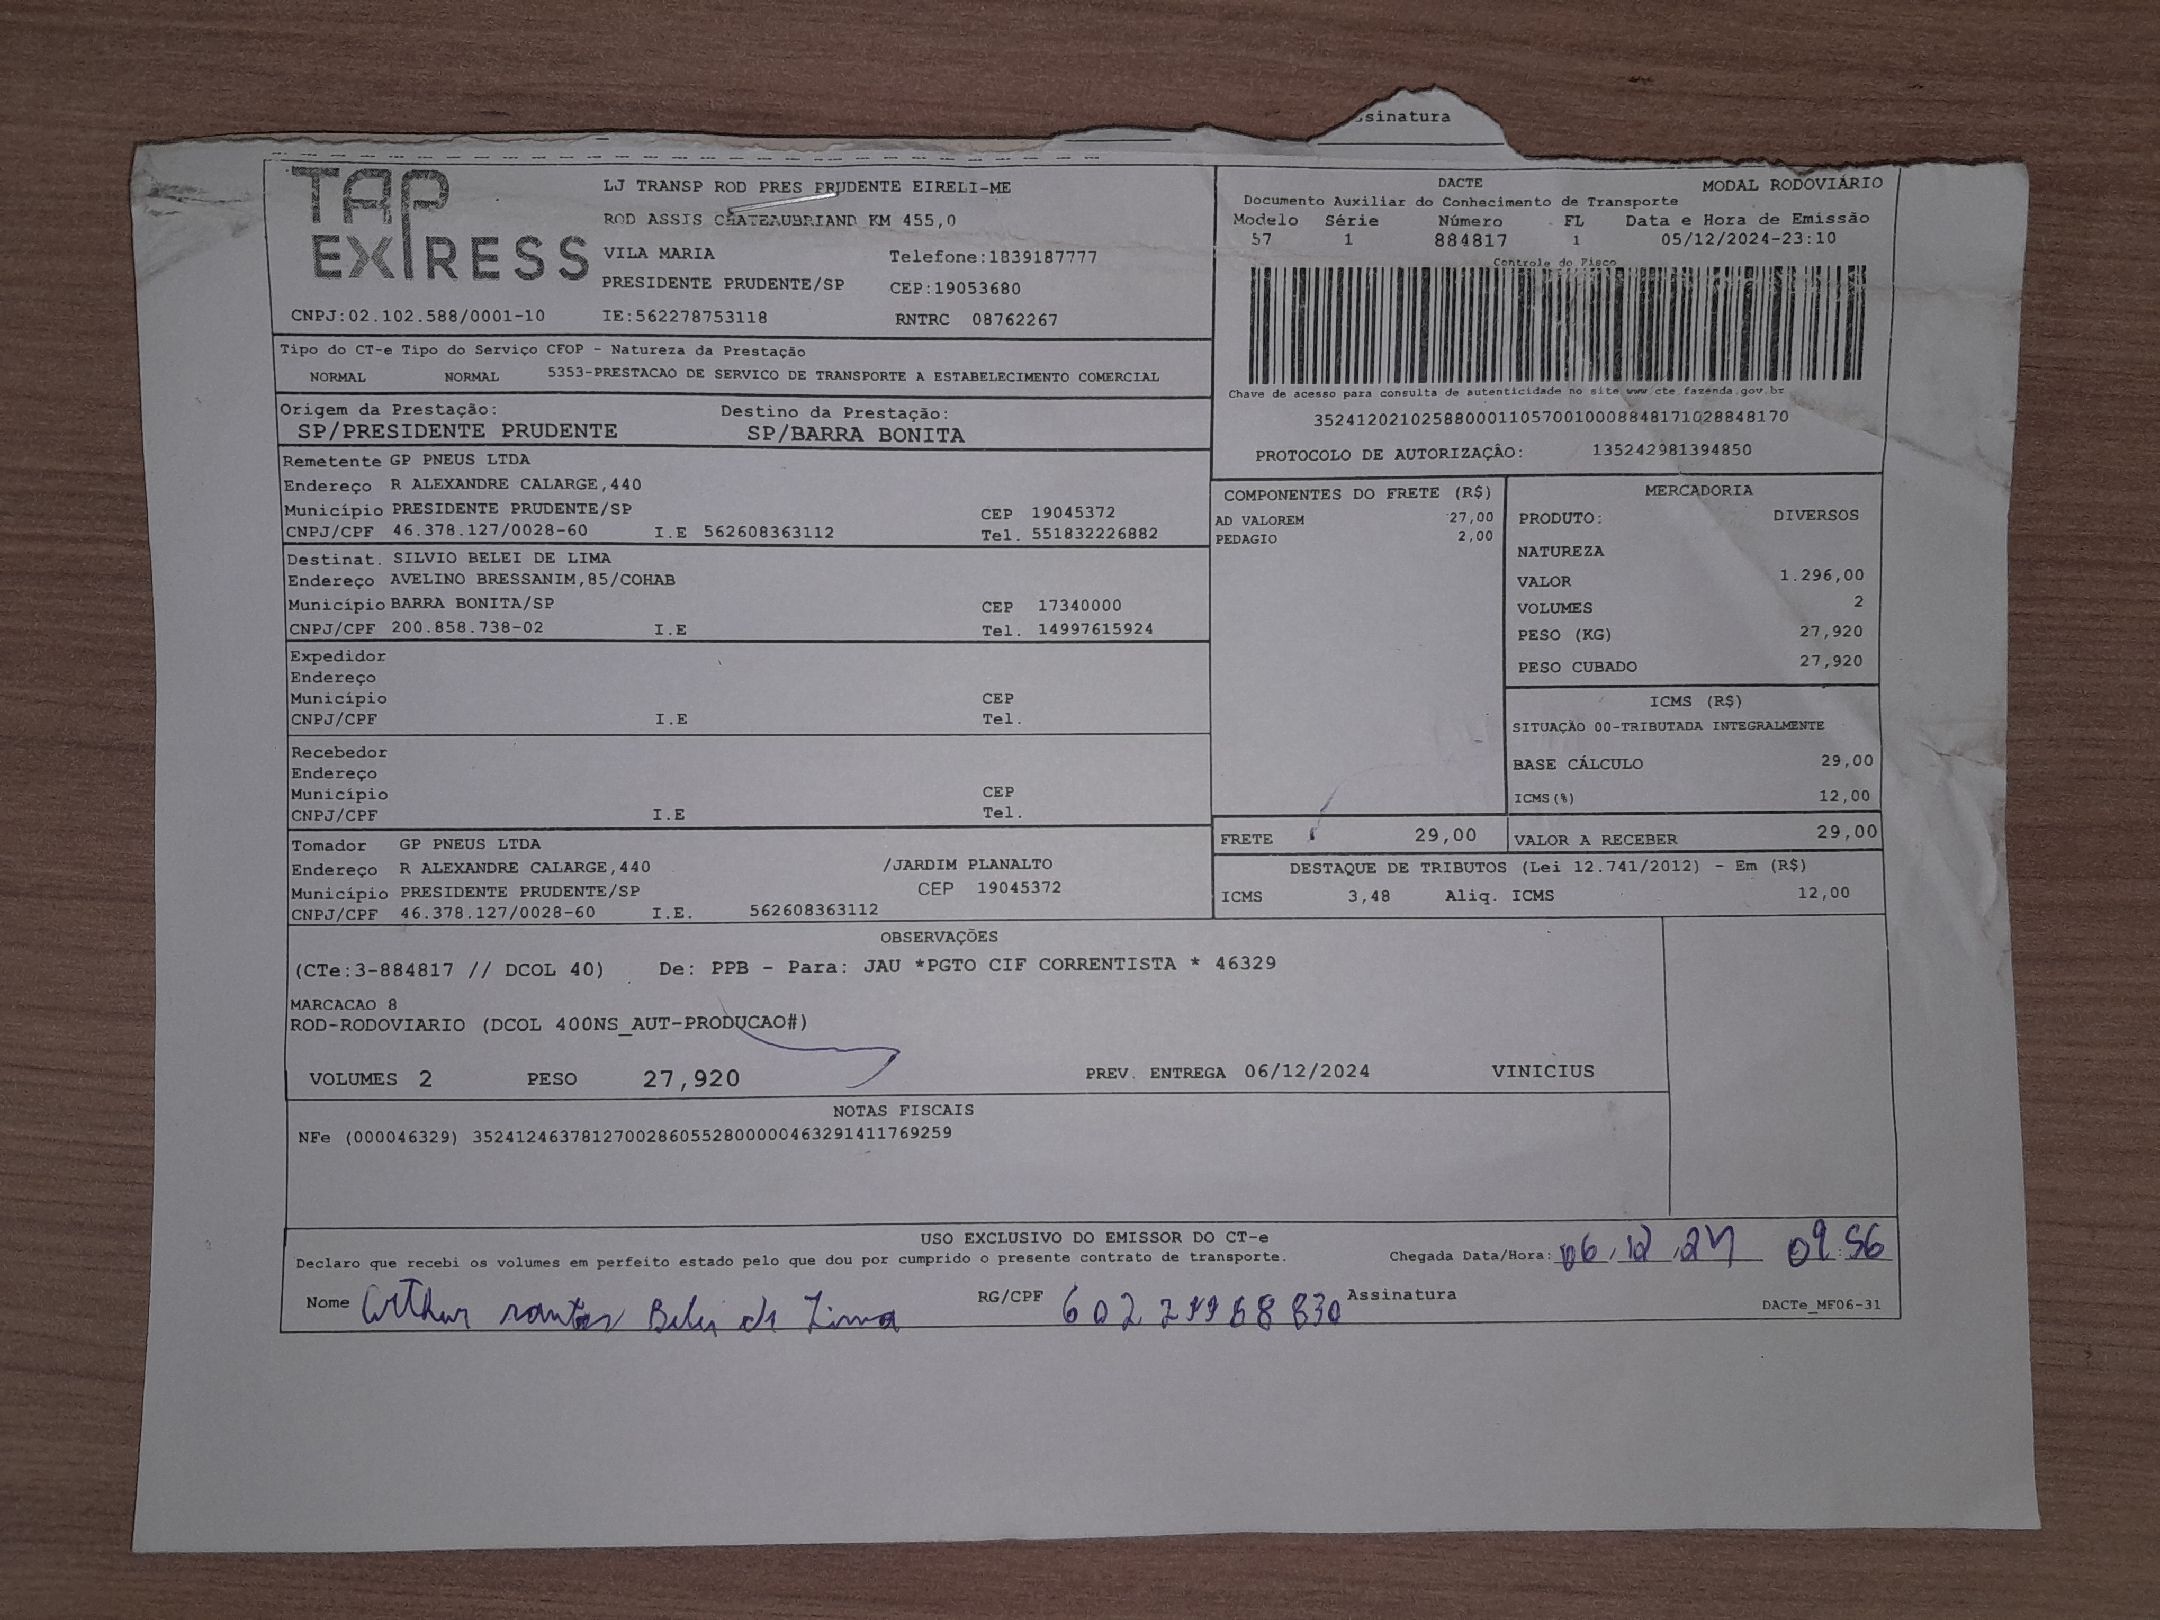 ssinatura
TAP
EXPRESS
LJ TRANSP ROD PRES PRUDENTE EIRELI-ME
ROD ASSIS CHATEAUBRIAND KM 455,0
VILA MARIA Telefone:1839187777
PRESIDENTE PRUDENTE/SP CEP:19053680
CNPJ:02.102.588/0001-10 IE:562278753118 RNTRC 08762267
DACTE MODAL RODOVIÁRIO
Documento Auxiliar do Conhecimento de Transporte
Modelo Série Número FL Data e Hora de Emissão
57 1 884817 1 05/12/2024-23:10
Controle do Fisco
Chave de acesso para consulta de autenticidade no site www cte fazenda.gov.br
35241202102588000110570010008848171028848170
PROTOCOLO DE AUTORIZAÇÂO: 135242981394850
Tipo do CT-e Tipo do Serviço CFOP - Natureza da Prestação
NORMAL NORMAL 5353-PRESTACAO DE SERVICO DE TRANSPORTE A ESTABELECIMENTO COMERCIAL
Origem da Prestação: Destino da Prestação:
SP/PRESIDENTE PRUDENTE SP/BARRA BONITA
Remetente GP PNEUS LTDA
Endereço R ALEXANDRE CALARGE,440
Município PRESIDENTE PRUDENTE/SP CEP 19045372
CNPJ/CPF 46.378.127/0028-60 I.E 562608363112 Tel. 551832226882
Destinat. SILVIO BELEI DE LIMA
Endereço AVELINO BRESSANIM,85/COHAB
Município BARRA BONITA/SP CEP 17340000
CNPJ/CPF 200.858.738-02 I.E Tel. 14997615924
Expedidor
Endereço
Município CEP
CNPJ/CPF I.E Tel.
Recebedor
Endereço
Município CEP
CNPJ/CPF I.E Tel.
Tomador GP PNEUS LTDA
Endereço R ALEXANDRE CALARGE,440 /JARDIM PLANALTO
Município PRESIDENTE PRUDENTE/SP CEP 19045372
CNPJ/CPF 46.378.127/0028-60 I.E. 562608363112
COMPONENTES DO FRETE (R$)
AD VALOREM 27,00
PEDAGIO 2,00
MERCADORIA
PRODUTO: DIVERSOS
NATUREZA
VALOR 1.296,00
VOLUMES 2
PESO (KG) 27,920
PESO CUBADO 27,920
ICMS (R$)
SITUAÇÃO 00-TRIBUTADA INTEGRALMENTE
BASE CÁLCULO 29,00
ICMS(%) 12,00
FRETE 29,00 VALOR A RECEBER 29,00
DESTAQUE DE TRIBUTOS (Lei 12.741/2012) - Em (R$)
ICMS 3,48 Aliq. ICMS 12,00
OBSERVAÇÕES
(CTe:3-884817 // DCOL 40) De: PPB - Para: JAU *PGTO CIF CORRENTISTA * 46329
MARCACAO 8
ROD-RODOVIARIO (DCOL 400NS_AUT-PRODUCAO#)
VOLUMES 2 PESO 27,920 PREV. ENTREGA 06/12/2024 VINICIUS
NOTAS FISCAIS
NFe (000046329) 35241246378127002860552800000463291411769259
USO EXCLUSIVO DO EMISSOR DO CT-e
Declaro que recebi os volumes em perfeito estado pelo que dou por cumprido o presente contrato de transporte. Chegada Data/Hora: 06.12.24 09:56
Nome Arthur santos Belei de Lima RG/CPF Assinatura
DACTe_MF06-31